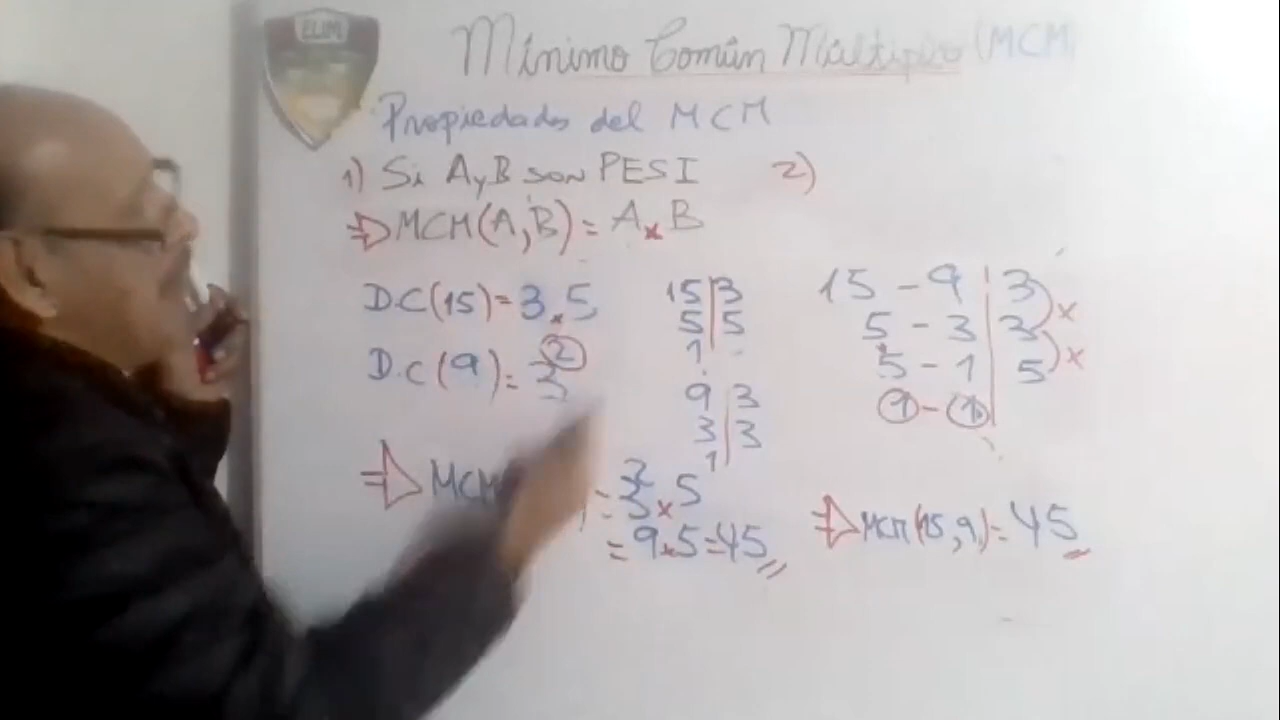 ELIM
Mínimo Común Múltiplo (MCM
Propiedades del MCM
1) Si A y B son PESI
⇒ MCM(A,B) = A x B
2)
D.C(15) = 3 x 5
D.C(9) = 3²
15|3
5|5
1
9|3
3|3
1
⇒ MCM
= 3² x 5
= 9 x 5 = 45
15 - 9 | 3
5 - 3 | 3 x
5 - 1 | 5 x
1 - 1
⇒ MCM(15,9) = 45